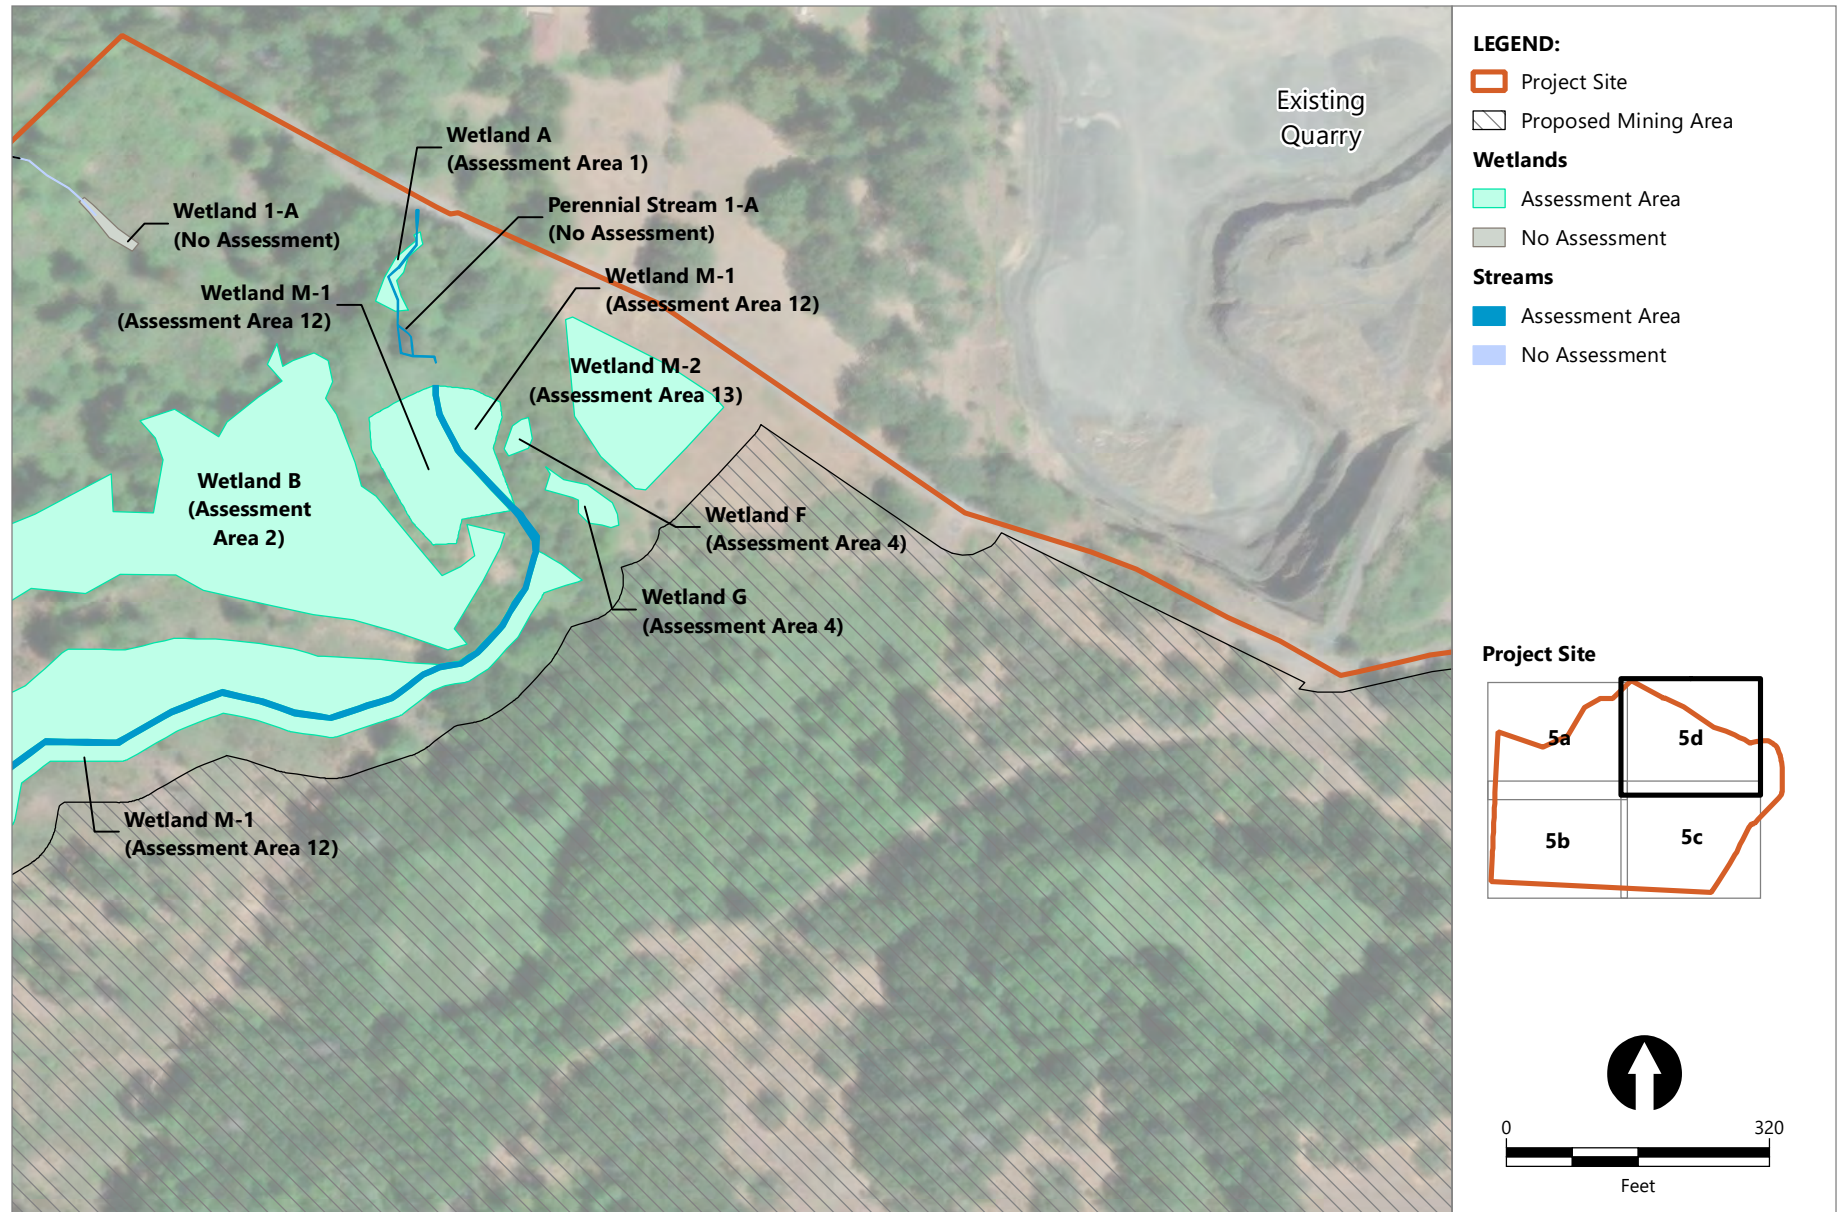 Existing
Quarry
Wetland A
(Assessment Area 1)
Perennial Stream 1-A
(No Assessment)
Wetland 1-A
(No Assessment)
Wetland M-1
(Assessment Area 12)
Wetland M-1
(Assessment Area 12)
Wetland M-2
(Assessment Area 13)
Wetland B
(Assessment
Area 2)
Wetland F
(Assessment Area 4)
Wetland G
(Assessment Area 4)
Wetland M-1
(Assessment Area 12)
LEGEND:
Project Site
Proposed Mining Area
Wetlands
Assessment Area
No Assessment
Streams
Assessment Area
No Assessment
Project Site
5a
5d
5b
5c
0 320
Feet